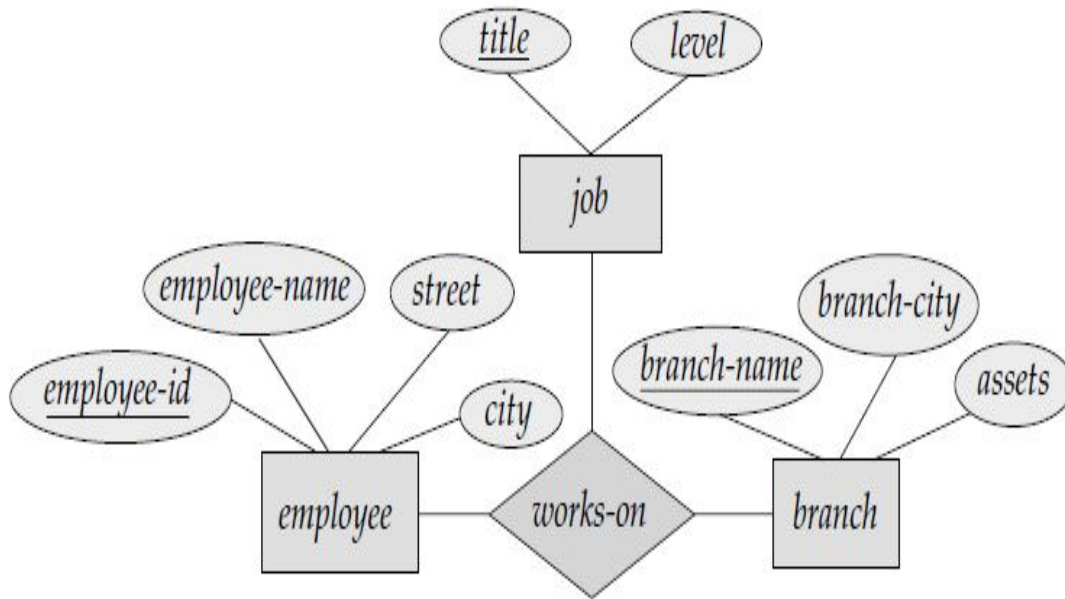 title
level
job
employee-name
street
branch-city
employee-id
city
branch-name
assets
employee
works-on
branch